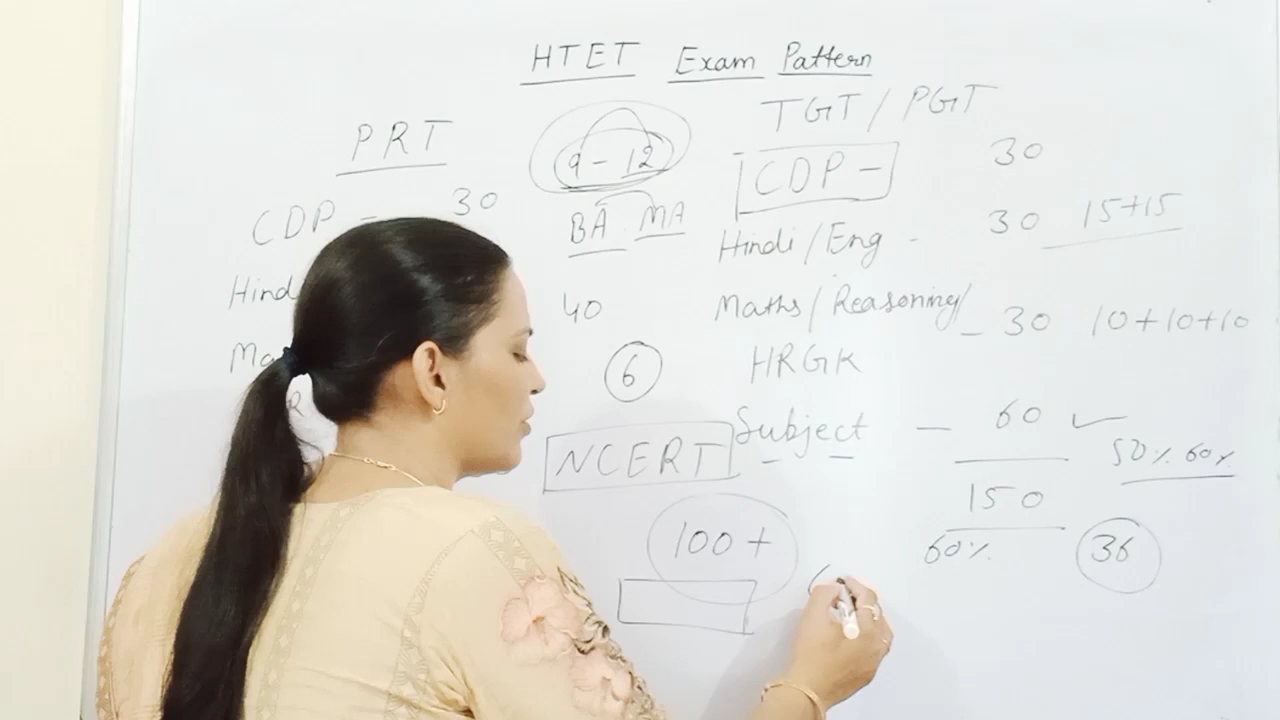 HTET Exam Pattern
PRT
CDP - 30
Hind
Ma
9-12
BA MA
40
6
NCERT
100+
TGT / PGT
CDP - 30
Hindi/Eng - 30 15+15
Maths/Reasoning/
HRGK - 30 10+10+10
Subject - 60 ✓
50% 60%
150
60% 36